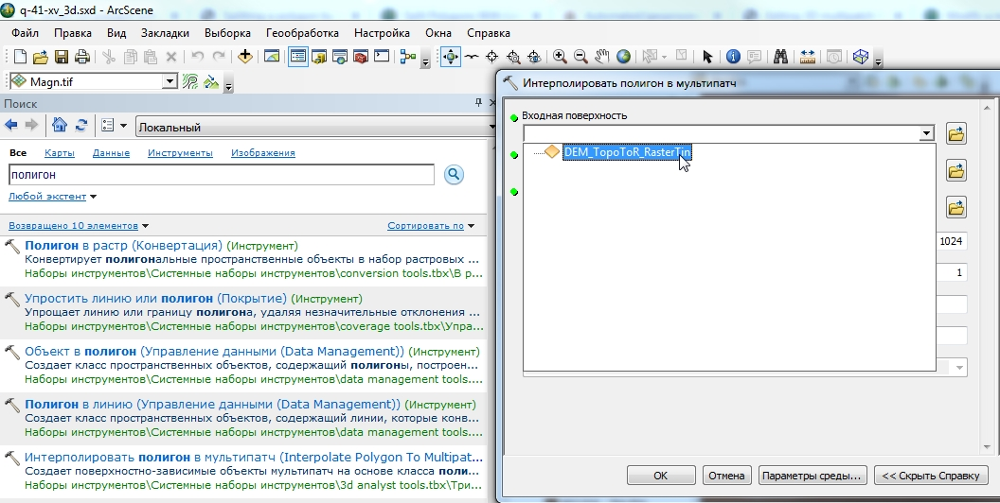 q-41-xv_3d.sxd - ArcScene
Файл Правка Вид Закладки Выборка Геообработка Настройка Окна Справка
Magn.tif
Поиск
Локальный
Все Карты Данные Инструменты Изображения
полигон
Любой экстент
Возвращено 10 элементов Сортировать по
Полигон в растр (Конвертация) (Инструмент)
Конвертирует полигональные пространственные объекты в набор растровых ...
Наборы инструментов\Системные наборы инструментов\conversion tools.tbx\В р...
Упростить линию или полигон (Покрытие) (Инструмент)
Упрощает линию или границу полигона, удаляя незначительные отклонения ...
Наборы инструментов\Системные наборы инструментов\coverage tools.tbx\Упра...
Объект в полигон (Управление данными (Data Management)) (Инструмент)
Создает класс пространственных объектов, содержащий полигоны, построен...
Наборы инструментов\Системные наборы инструментов\data management tools....
Полигон в линию (Управление данными (Data Management)) (Инструмент)
Создает класс пространственных объектов, содержащий линии, которые конв...
Наборы инструментов\Системные наборы инструментов\data management tools....
Интерполировать полигон в мультипатч (Interpolate Polygon To Multipat...
Создает поверхностно-зависимые объекты мультипатч на основе класса поли...
Наборы инструментов\Системные наборы инструментов\3d analyst tools.tbx\Три...
Интерполировать полигон в мультипатч
Входная поверхность
DEM_TopoToR_RasterTin
1024
1
OK Отмена Параметры среды... << Скрыть Справку